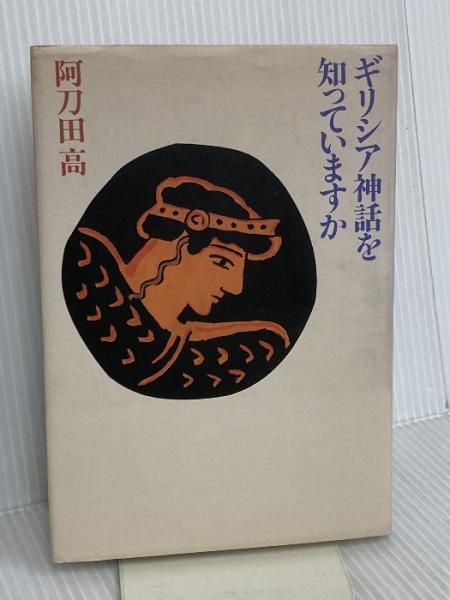 ギリシア神話を
知っていますか
阿刀田高